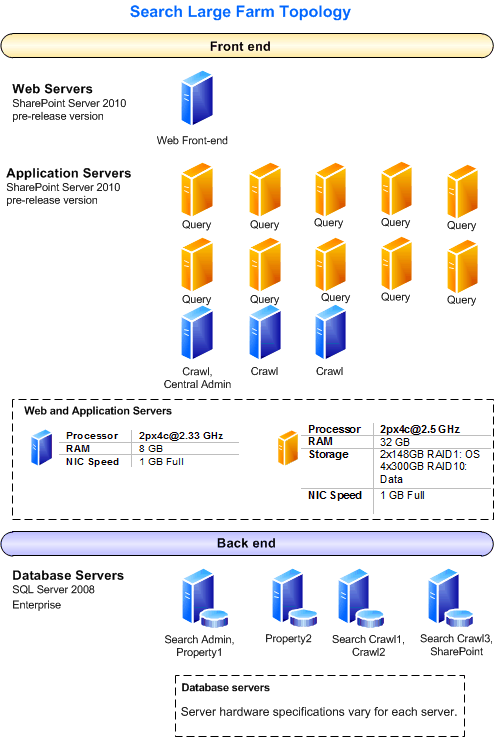 Search Large Farm Topology
Front end
Web Servers
SharePoint Server 2010
pre-release version
Web Front-end
Application Servers
SharePoint Server 2010
pre-release version
Query Query Query Query Query
Query Query Query Query Query
Crawl,
Central Admin
Crawl
Crawl
Web and Application Servers
Processor 2px4c@2.33 GHz
RAM 8 GB
NIC Speed 1 GB Full
Processor 2px4c@2.5 GHz
RAM 32 GB
Storage 2x148GB RAID1: OS
4x300GB RAID10:
Data
NIC Speed 1 GB Full
Back end
Database Servers
SQL Server 2008
Enterprise
Search Admin,
Property1
Property2
Search Crawl1,
Crawl2
Search Crawl3,
SharePoint
Database servers
Server hardware specifications vary for each server.